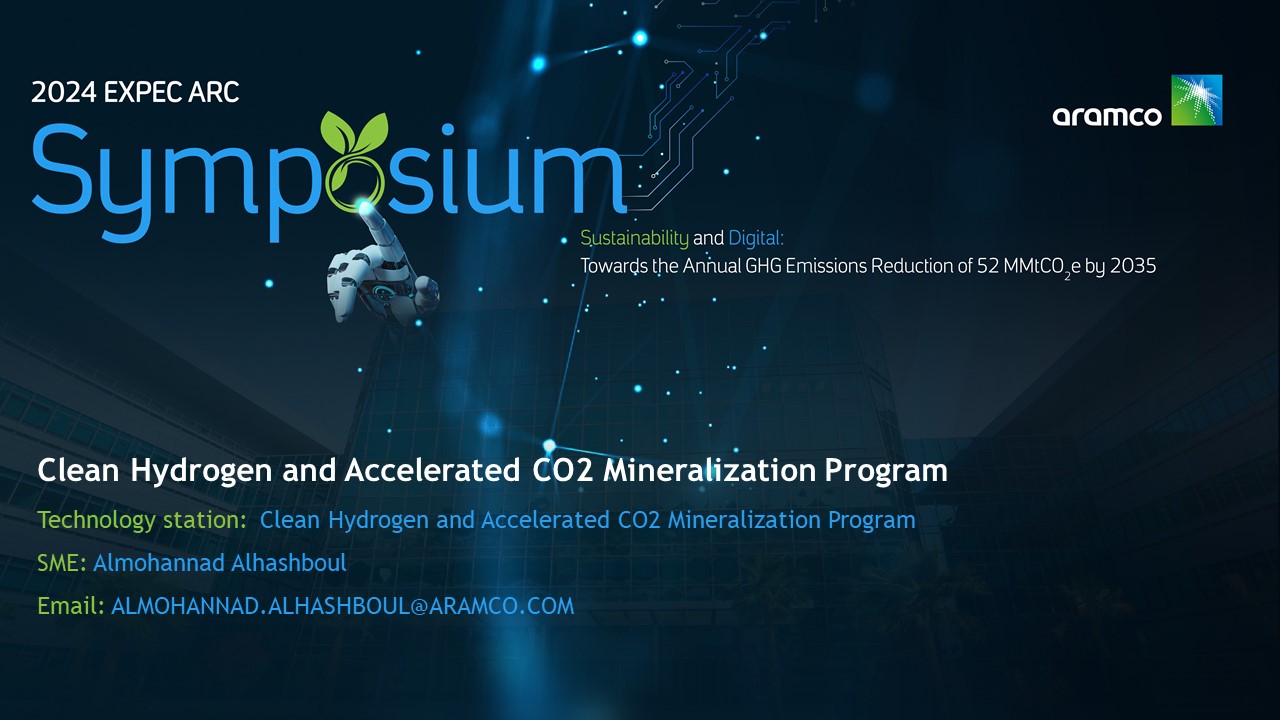 2024 EXPEC ARC
Symposium
aramco
Sustainability and Digital:
Towards the Annual GHG Emissions Reduction of 52 MMtCO2e by 2035
Clean Hydrogen and Accelerated CO2 Mineralization Program
Technology station: Clean Hydrogen and Accelerated CO2 Mineralization Program
SME: Almohannad Alhashboul
Email: ALMOHANNAD.ALHASHBOUL@ARAMCO.COM